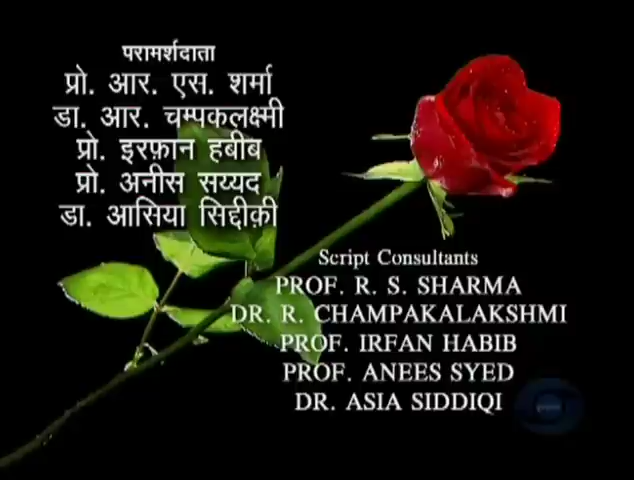 परामर्शदाता
प्रो. आर. एस. शर्मा
डा. आर. चम्पकलक्ष्मी
प्रो. इरफ़ान हबीब
प्रो. अनीस सय्यद
डा. आसिया सिद्दीक़ी
Script Consultants
PROF. R. S. SHARMA
DR. R. CHAMPAKALAKSHMI
PROF. IRFAN HABIB
PROF. ANEES SYED
DR. ASIA SIDDIQI